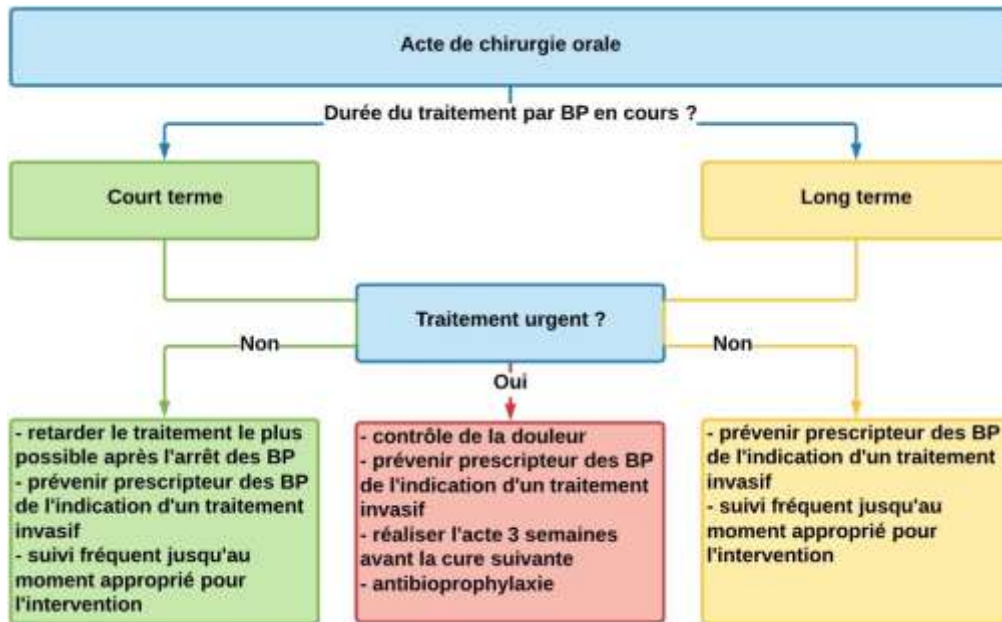 Acte de chirurgie orale
Durée du traitement par BP en cours ?
Court terme
Long terme
Traitement urgent ?
Non
Oui
Non
- retarder le traitement le plus
possible après l'arrêt des BP
- prévenir prescripteur des BP
de l'indication d'un traitement
invasif
- suivi fréquent jusqu'au
moment approprié pour
l'intervention
- contrôle de la douleur
- prévenir prescripteur des BP
de l'indication d'un traitement
invasif
- réaliser l'acte 3 semaines
avant la cure suivante
- antibioprophylaxie
- prévenir prescripteur des BP
de l'indication d'un traitement
invasif
- suivi fréquent jusqu'au
moment approprié pour
l'intervention